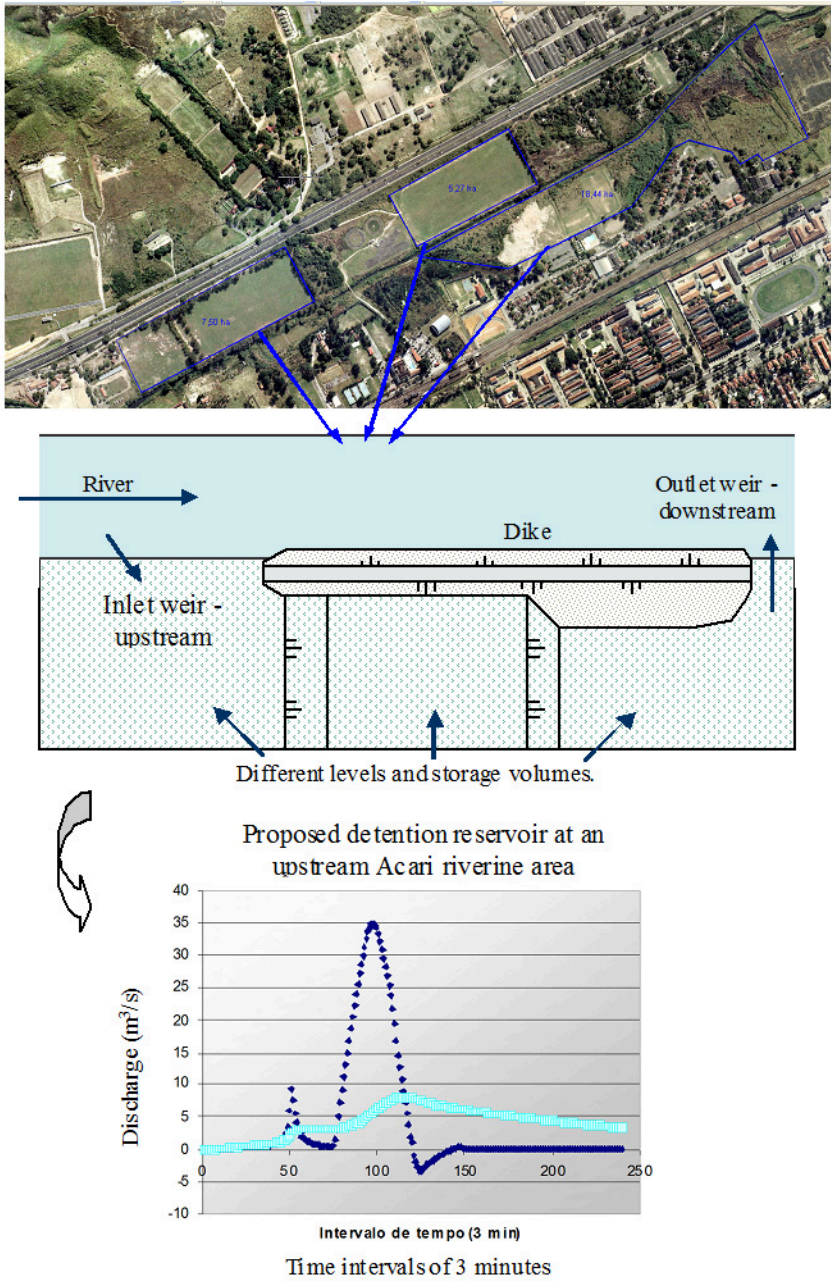 5,27 ha
18,44 ha
7,50 ha
River
Outlet weir -
downstream
Dike
Inlet weir -
upstream
Different levels and storage volumes.
Proposed detention reservoir at an
upstream Acari riverine area
40
35
30
25
20
15
10
5
0
-5
-10
0
50
100
150
200
250
Discharge (m³/s)
Intervalo de tempo (3 min)
Time intervals of 3 minutes